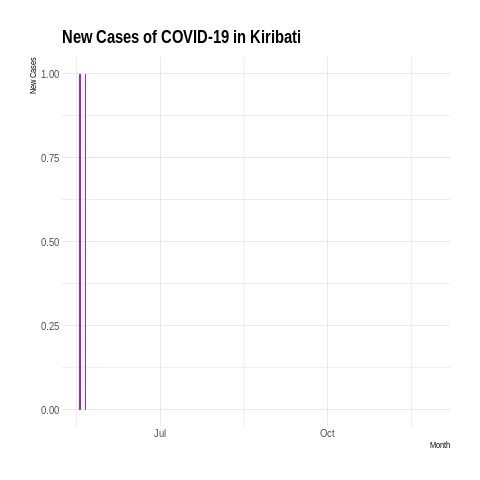 New Cases of COVID-19 in Kiribati
New Cases
1.00
0.75
0.50
0.25
0.00
Jul
Oct
Month